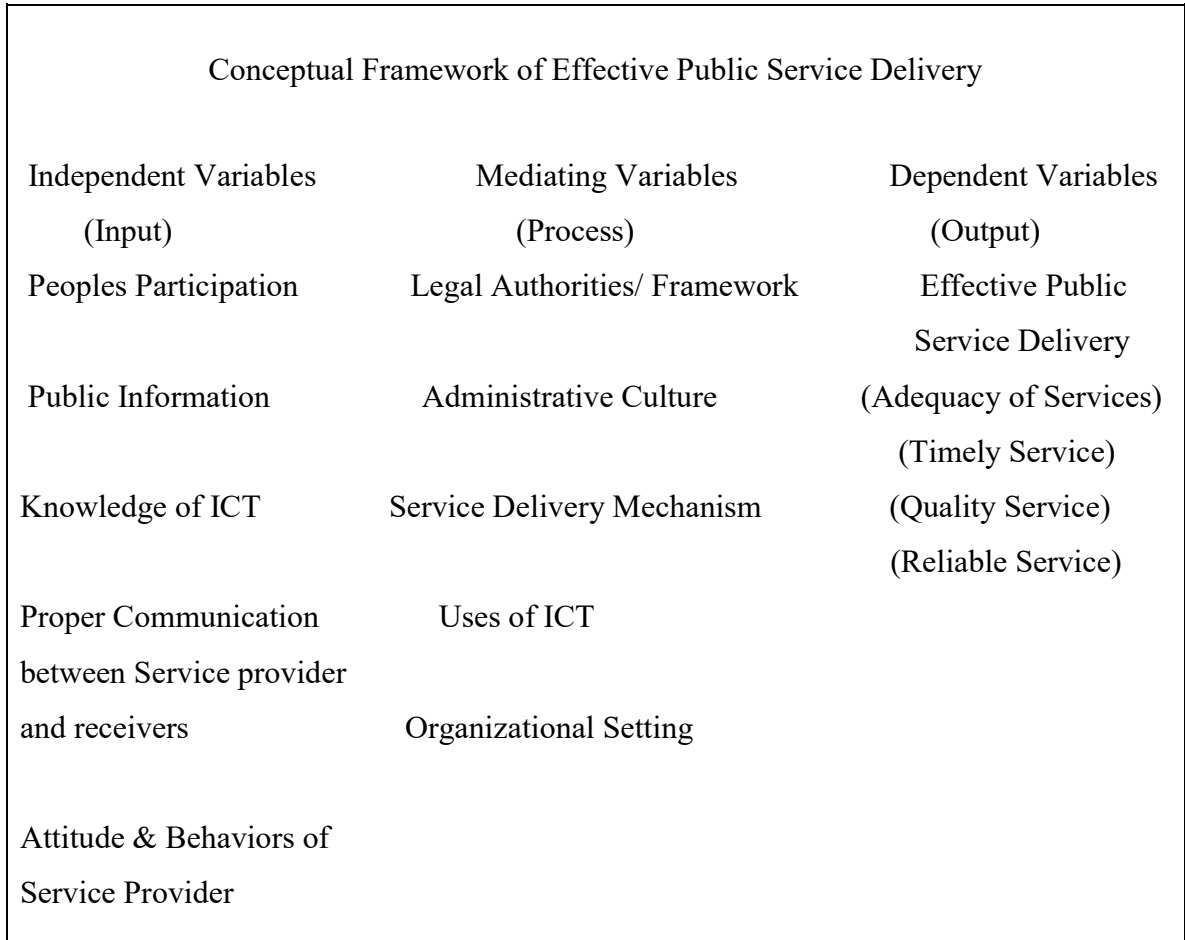 Conceptual Framework of Effective Public Service Delivery
Independent Variables Mediating Variables Dependent Variables
(Input) (Process) (Output)
Peoples Participation Legal Authorities/ Framework Effective Public
Service Delivery
Public Information Administrative Culture (Adequacy of Services)
(Timely Service)
Knowledge of ICT Service Delivery Mechanism (Quality Service)
(Reliable Service)
Proper Communication Uses of ICT
between Service provider
and receivers Organizational Setting
Attitude & Behaviors of
Service Provider